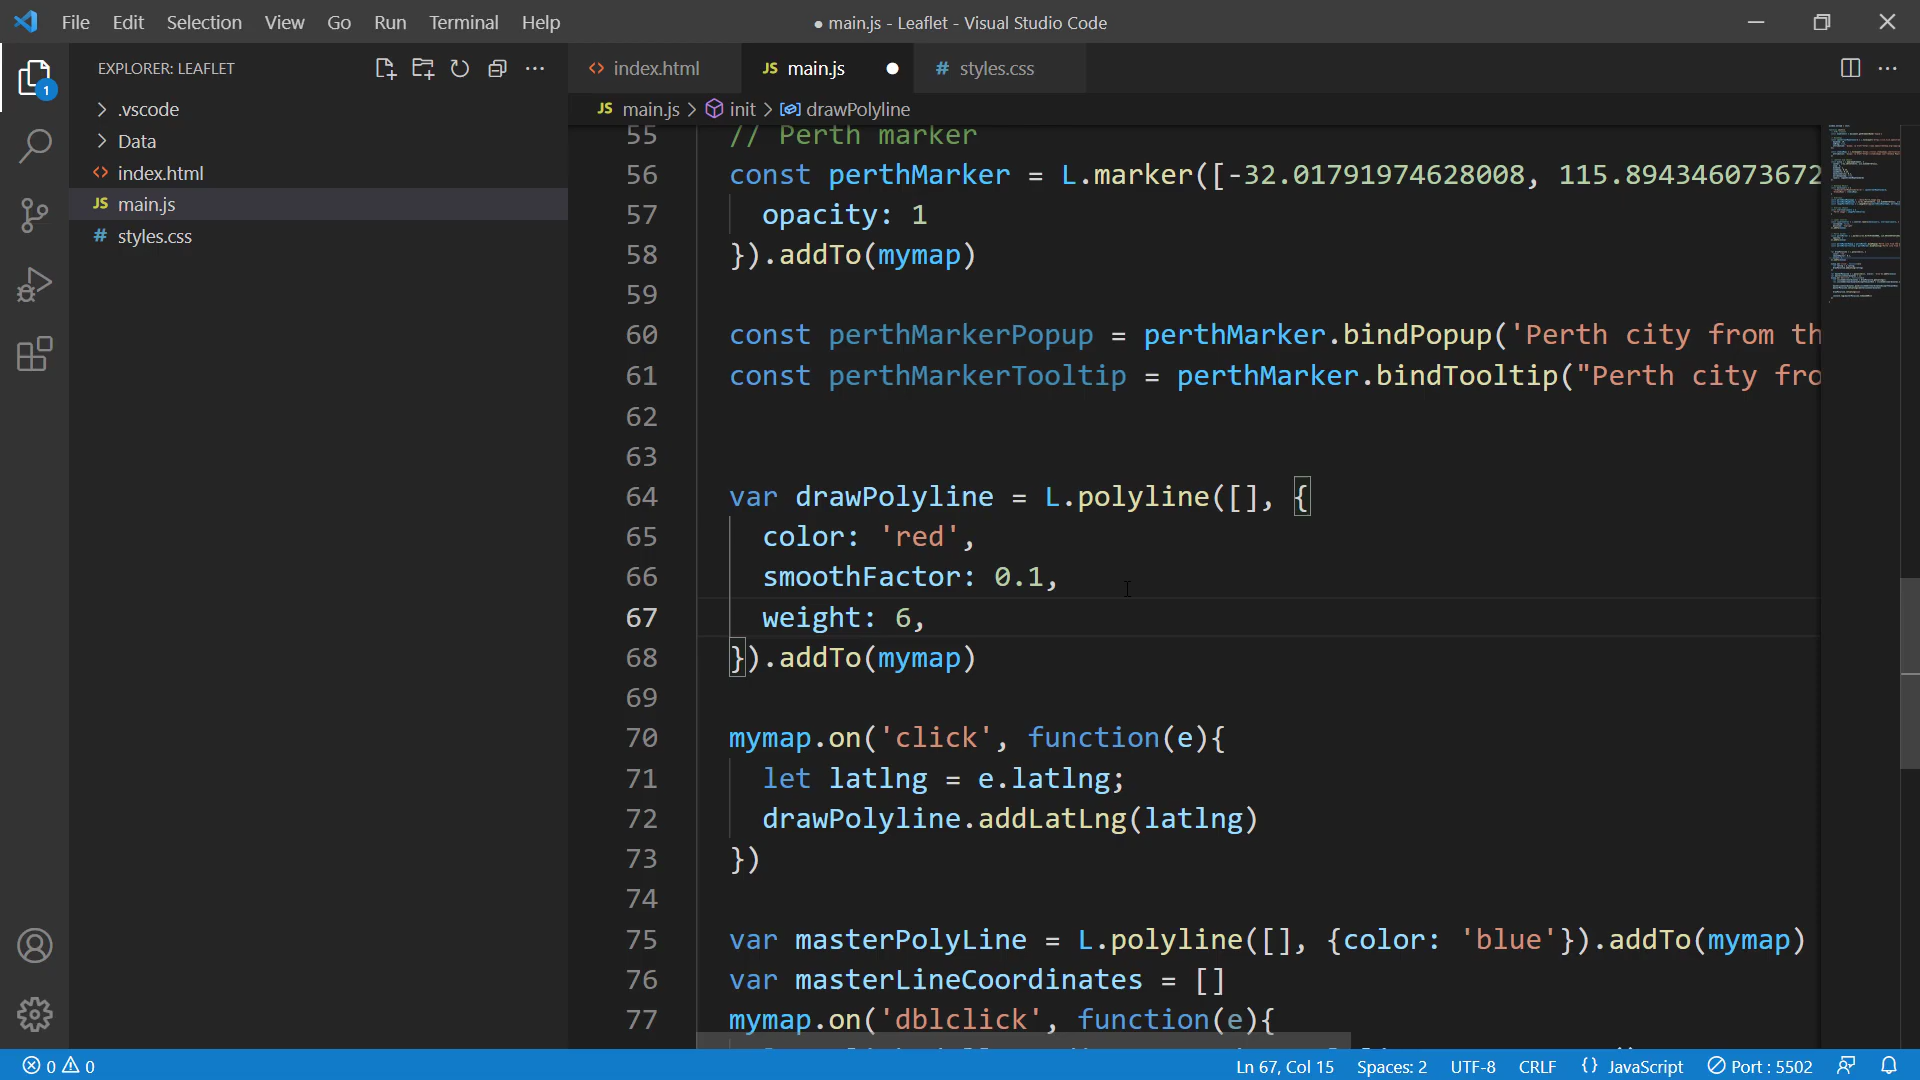 File Edit Selection View Go Run Terminal Help
● main.js - Leaflet - Visual Studio Code
EXPLORER: LEAFLET
.vscode
Data
index.html
JS main.js
# styles.css
1
index.html
JS main.js ●
# styles.css
JS main.js > init > drawPolyline
55 // Perth marker
56 const perthMarker = L.marker([-32.01791974628008, 115.894346073672
57 opacity: 1
58 }).addTo(mymap)
59
60 const perthMarkerPopup = perthMarker.bindPopup('Perth city from th
61 const perthMarkerTooltip = perthMarker.bindTooltip("Perth city fro
62
63
64 var drawPolyline = L.polyline([], {
65 color: 'red',
66 smoothFactor: 0.1,
67 weight: 6,
68 }).addTo(mymap)
69
70 mymap.on('click', function(e){
71 let latlng = e.latlng;
72 drawPolyline.addLatLng(latlng)
73 })
74
75 var masterPolyLine = L.polyline([], {color: 'blue'}).addTo(mymap)
76 var masterLineCoordinates = []
77 mymap.on('dblclick', function(e){
0 0
Ln 67, Col 15 Spaces: 2 UTF-8 CRLF {} JavaScript Port : 5502